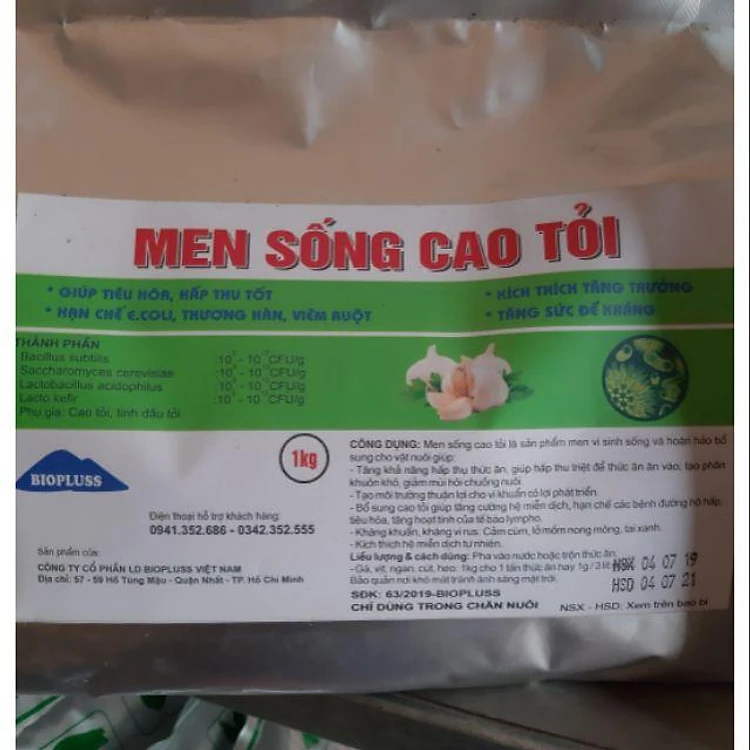 MEN SỐNG CAO TỎI
* GIÚP TIÊU HÓA, HẤP THU TỐT
* HẠN CHẾ E.COLI, THƯƠNG HÀN, VIÊM RUỘT
* KÍCH THÍCH TĂNG TRƯỞNG
* TĂNG SỨC ĐỀ KHÁNG
THÀNH PHẦN
Bacillus subtilis
Saccharomyces cerevisiae
Lactobacillus acidophilus
Lacto kefir
Phụ gia: Cao tỏi, tinh dầu tỏi
BIOPLUSS
1kg
Điện thoại hỗ trợ khách hàng:
0941.352.686 - 0342.352.555
Sản phẩm của:
CÔNG TY CỔ PHẦN LD BIOPLUSS VIỆT NAM
Địa chỉ: 57 - 59 Hồ Tùng Mậu - Quận Nhất - TP. Hồ Chí Minh
CÔNG DỤNG: Men sống cao tỏi là sản phẩm men vi sinh sống và hoàn hảo bổ
sung cho vật nuôi giúp:
- Tăng khả năng hấp thụ thức ăn, giúp hấp thu triệt để thức ăn ăn vào, tạo phân
khuôn khô, giảm mùi hôi chuồng nuôi.
- Tạo môi trường thuận lợi cho vi khuẩn có lợi phát triển.
- Bổ sung cao tỏi giúp tăng cường hệ miễn dịch, hạn chế các bệnh đường hô hấp,
tiêu hóa, tăng hoạt tính của tế bào lympho.
- Kháng khuẩn, kháng vi rus: Cảm cúm, lở mồm nong móng, tai xanh.
- Kích thích hệ miễn dịch tự nhiên.
Liều lượng & cách dùng: Pha vào nước hoặc trộn thức ăn.
- Gà, vịt, ngan, cút, heo: 1kg cho 1 tấn thức ăn hay 1g / 3 lít
NSX 04 07 19
Bảo quản nơi khô mát tránh ánh sáng mặt trời.
HSD 04 07 21
SĐK: 63/2019-BIOPLUSS
CHỈ DÙNG TRONG CHĂN NUÔI
NSX - HSD: Xem trên bao bì